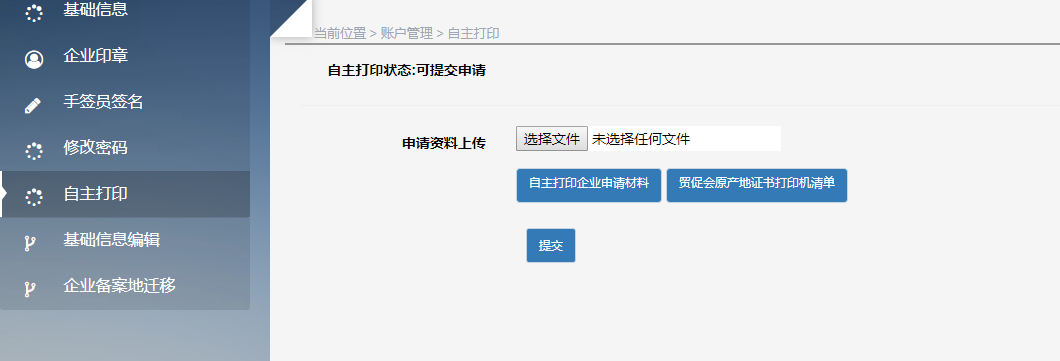 基础信息
企业印章
手签员签名
修改密码
自主打印
基础信息编辑
企业备案地迁移
当前位置 > 账户管理 > 自主打印
自主打印状态:可提交申请
申请资料上传 选择文件 未选择任何文件
自主打印企业申请材料 贸促会原产地证书打印机清单
提交